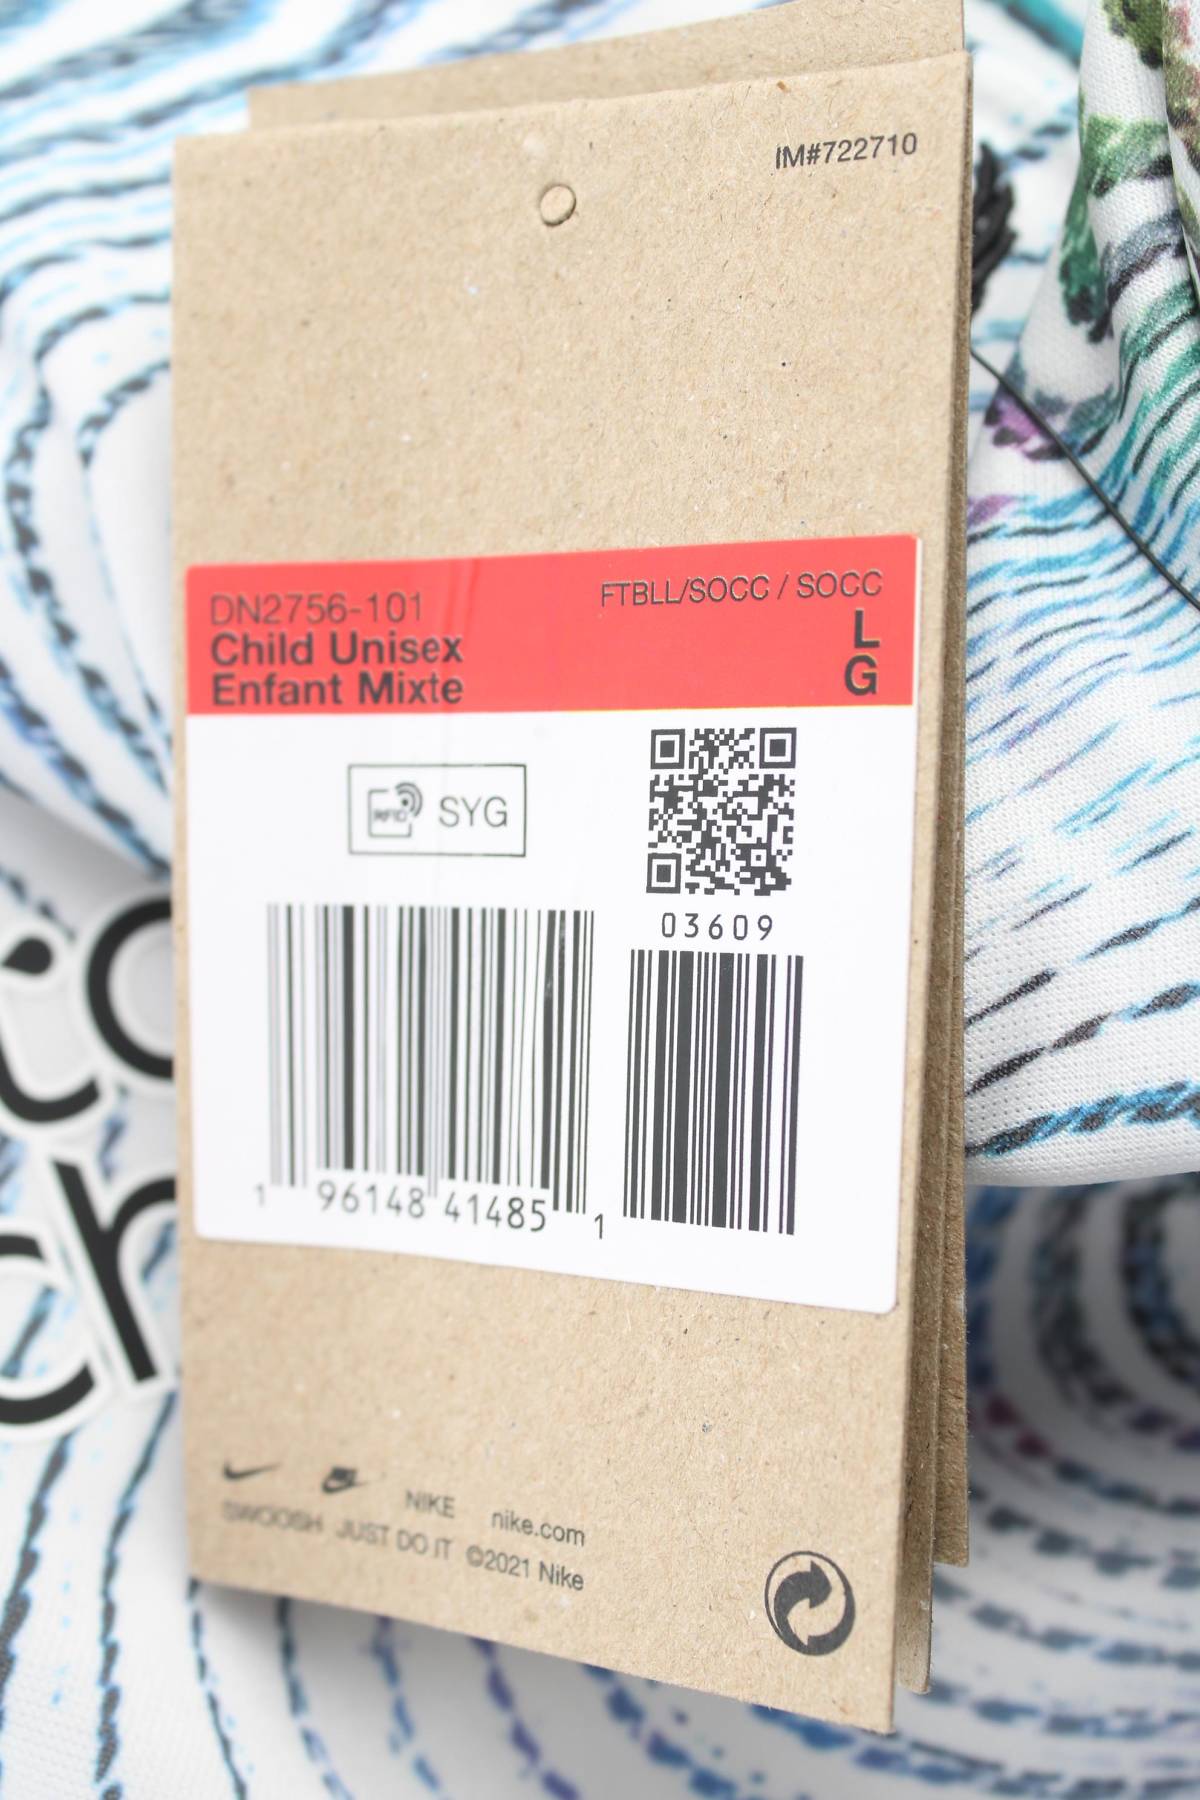 IM#722710
DN2756-101
FTBLL/SOCC / SOCC
Child Unisex
L
Enfant Mixte
G
RFID SYG
03609
1 96148 41485 1
NIKE nike.com
SWOOSH JUST DO IT ©2021 Nike